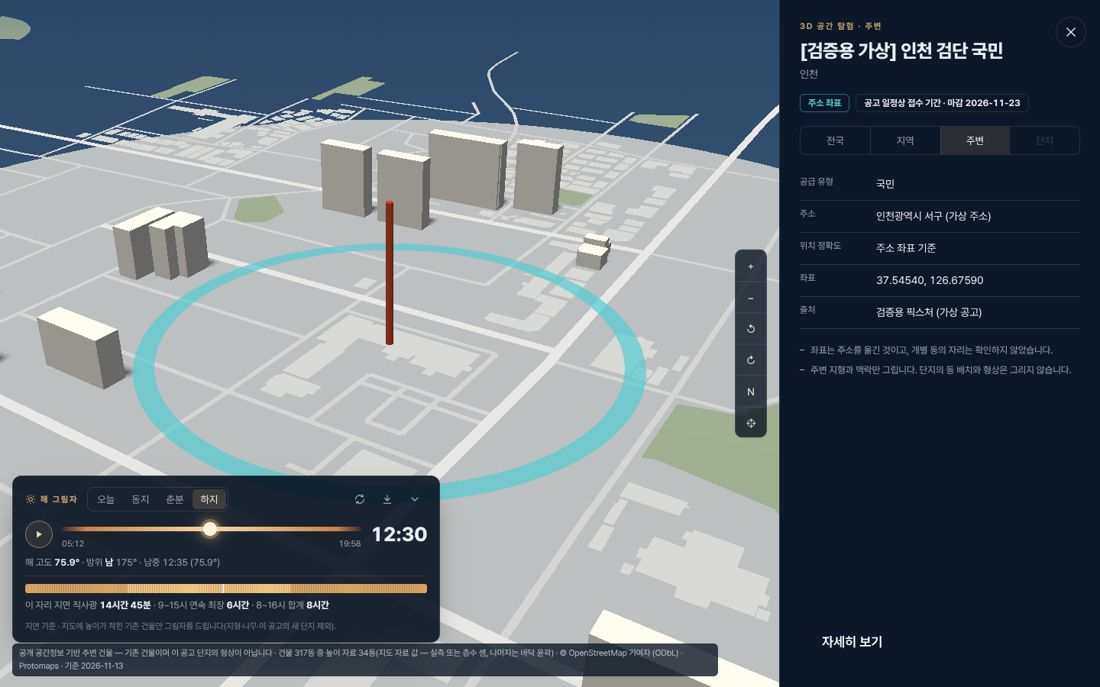 3D 공간 탐험 · 주변
[검증용 가상] 인천 검단 국민
인천
주소 좌표
공고 일정상 접수 기간 · 마감 2026-11-23
전국
지역
주변
단지
공급 유형
국민
주소
인천광역시 서구 (가상 주소)
위치 정확도
주소 좌표 기준
좌표
37.54540, 126.67590
출처
검증용 픽스처 (가상 공고)
– 좌표는 주소를 옮긴 것이고, 개별 동의 자리는 확인하지 않았습니다.
– 주변 지형과 맥락만 그립니다. 단지의 동 배치와 형상은 그리지 않습니다.
자세히 보기
+
−
N
해 그림자
오늘
동지
춘분
하지
12:30
05:12
19:58
해 고도 75.9° · 방위 남 175° · 남중 12:35 (75.9°)
이 자리 지면 직사광 14시간 45분 · 9~15시 연속 최장 6시간 · 8~16시 합계 8시간
지면 기준 · 지도에 높이가 적힌 기존 건물만 그림자를 드립니다(지형·나무·이 공고의 새 단지 제외).
공개 공간정보 기반 주변 건물 — 기존 건물이며 이 공고 단지의 형상이 아닙니다 · 건물 317동 중 높이 자료 34동(지도 자료 값 — 실측 또는 층수 셈, 나머지는 바닥 윤곽) · © OpenStreetMap 기여자 (ODbL) ·
Protomaps · 기준 2026-11-13